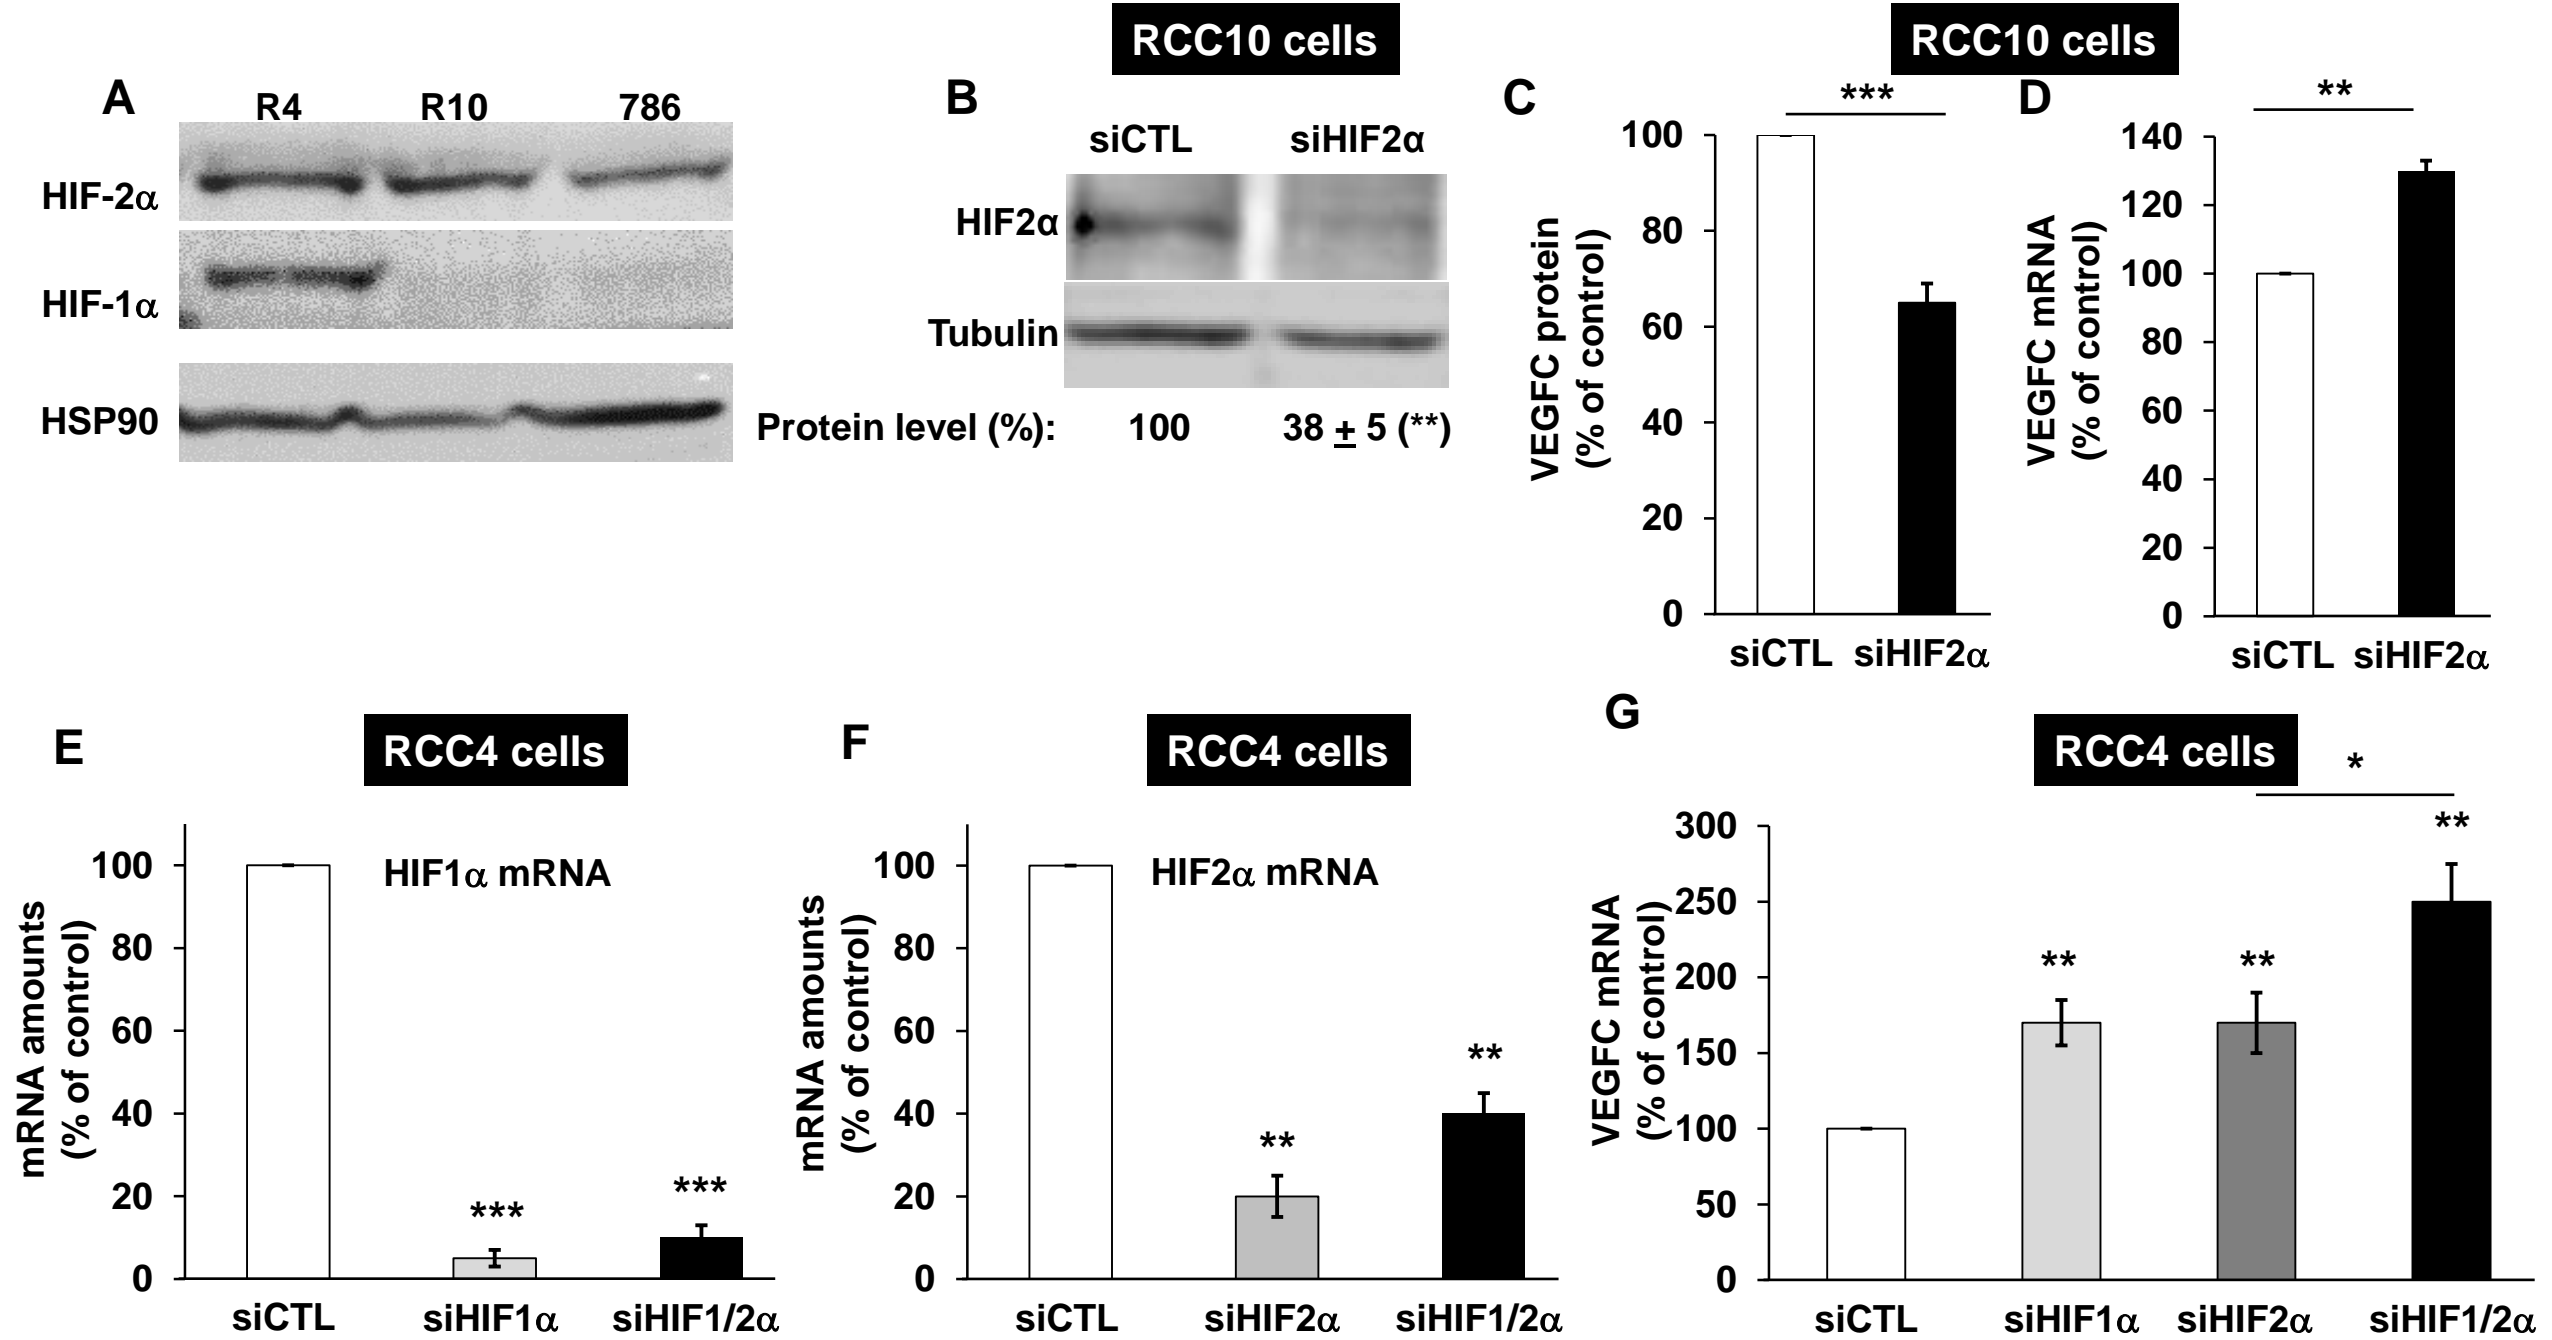 RCC10 cells
RCC10 cells
A
R4 R10 786
HIF-2α
HIF-1α
HSP90
B
siCTL siHIF2α
HIF2α
Tubulin
Protein level (%): 100 38 ± 5 (**)
C
***
VEGFC protein
(% of control)
100
80
60
40
20
0
siCTL siHIF2α
D
**
VEGFC mRNA
(% of control)
140
120
100
80
60
40
20
0
siCTL siHIF2α
E
RCC4 cells
HIF1α mRNA
mRNA amounts
(% of control)
100
80
60
40
20
0
***
***
siCTL siHIF1α siHIF1/2α
F
RCC4 cells
HIF2α mRNA
mRNA amounts
(% of control)
100
80
60
40
20
0
**
**
siCTL siHIF2α siHIF1/2α
G
RCC4 cells
*
**
VEGFC mRNA
(% of control)
300
250
200
150
100
50
0
**
**
siCTL siHIF1α siHIF2α siHIF1/2α